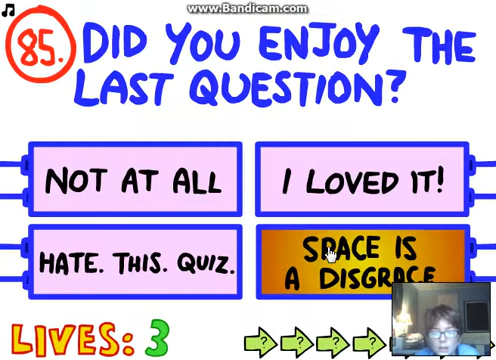 www.Bandicam.com
85. DID YOU ENJOY THE
LAST QUESTION?
NOT AT ALL
I LOVED IT!
HATE. THIS. QUIZ.
SPACE IS
A DISGRACE
LIVES: 3
? ? ? ?